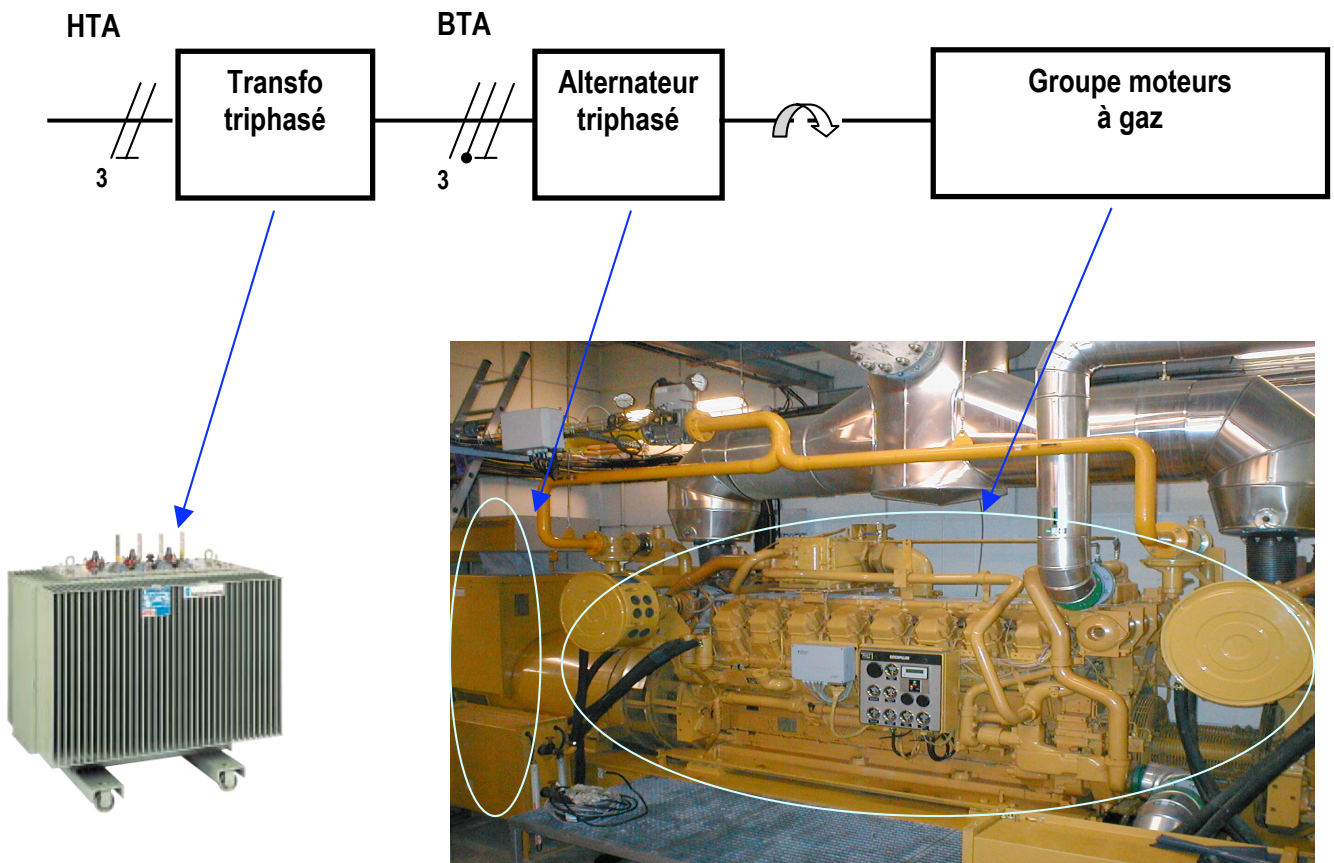 HTA
BTA
Transfo
triphasé
Alternateur
triphasé
Groupe moteurs
à gaz
3
3